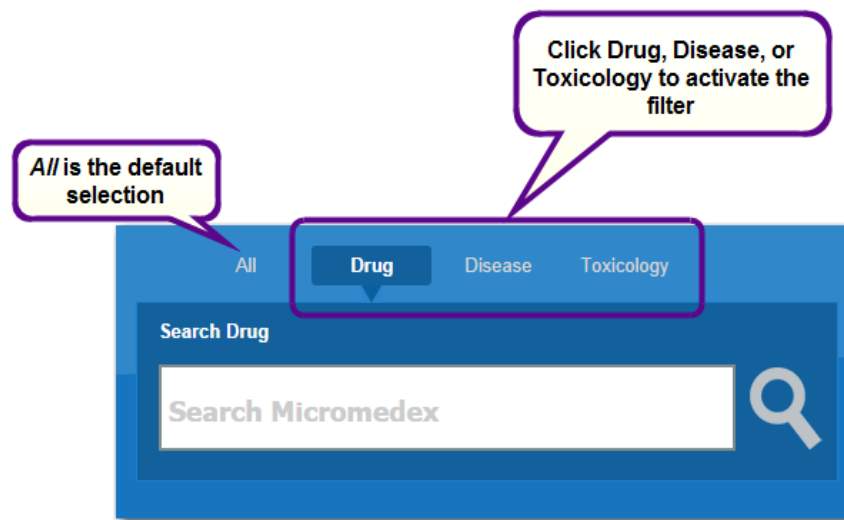 Click Drug, Disease, or
Toxicology to activate the
filter
All is the default
selection
All Drug Disease Toxicology
Search Drug
Search Micromedex